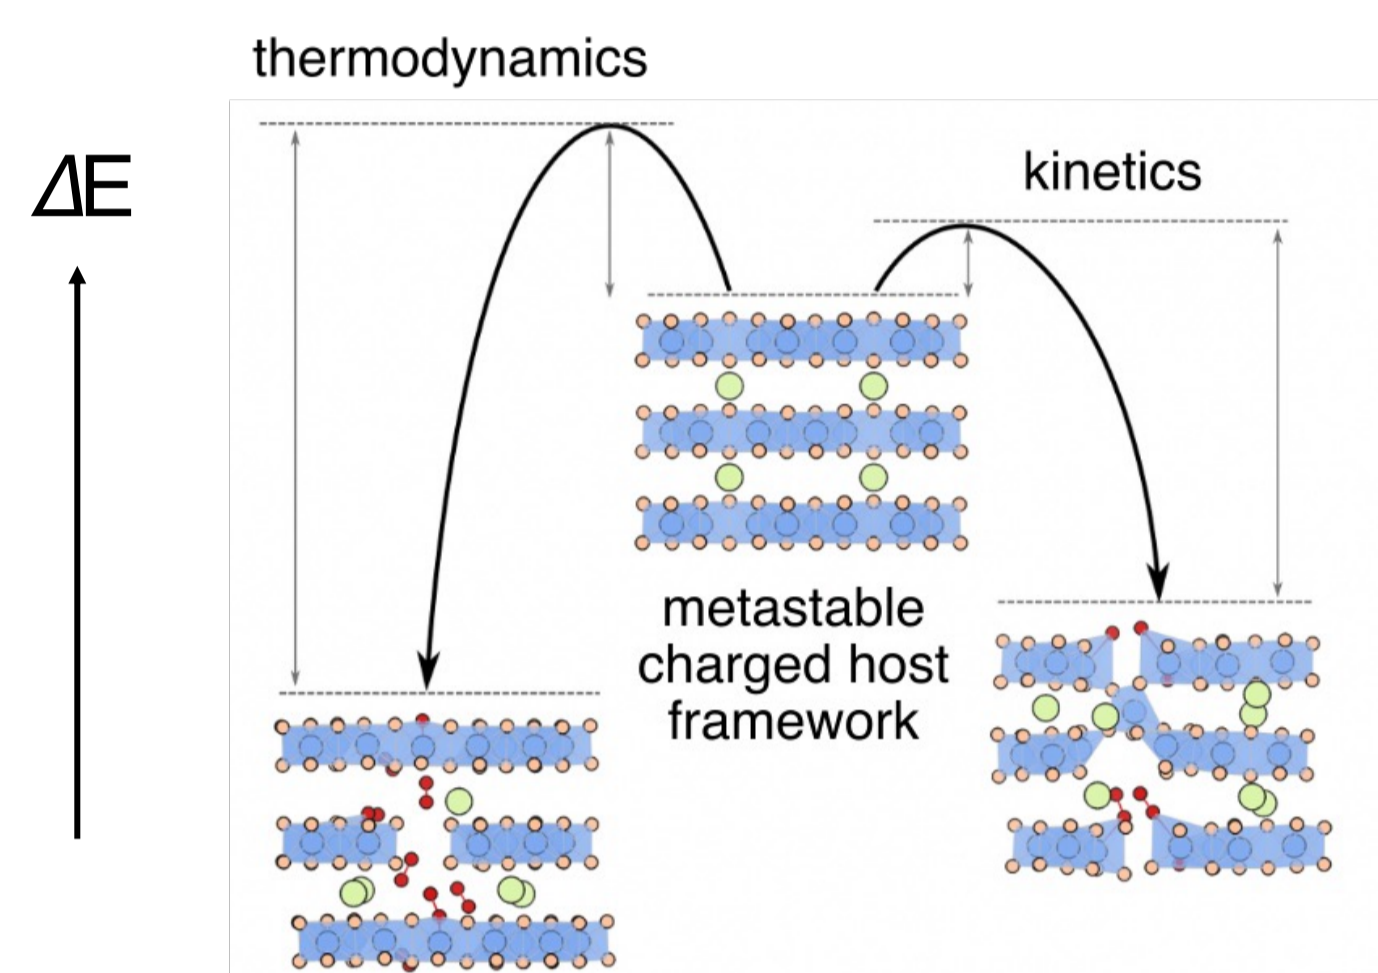 thermodynamics
ΔE
kinetics
metastable
charged host
framework